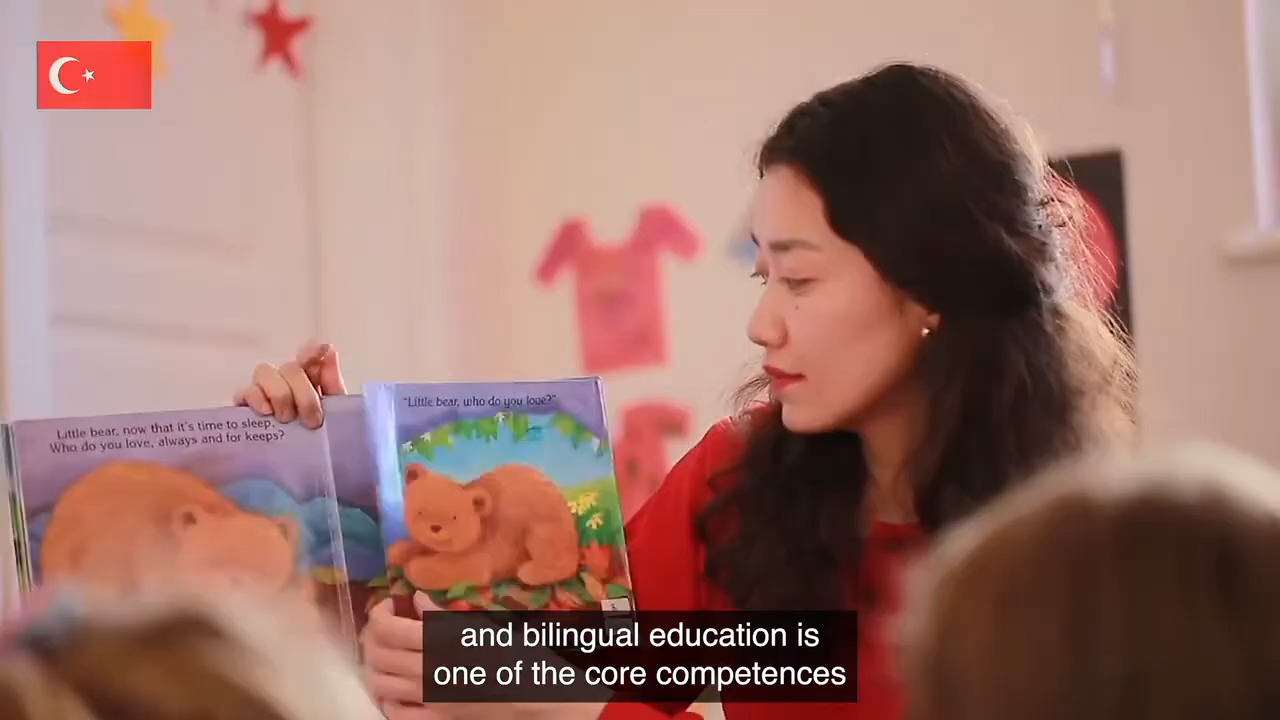 Little bear, now that it's time to sleep.
Who do you love, always and for keeps?
"Little bear, who do you love?"
and bilingual education is
one of the core competences